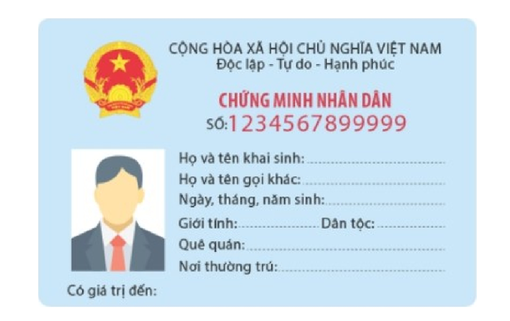 CỘNG HÒA XÃ HỘI CHỦ NGHĨA VIỆT NAM
Độc lập - Tự do - Hạnh phúc
CHỨNG MINH NHÂN DÂN
SỐ:1234567899999
Họ và tên khai sinh:
Họ và tên gọi khác:
Ngày, tháng, năm sinh:
Giới tính: Dân tộc:
Quê quán:
Nơi thường trú:
Có giá trị đến: